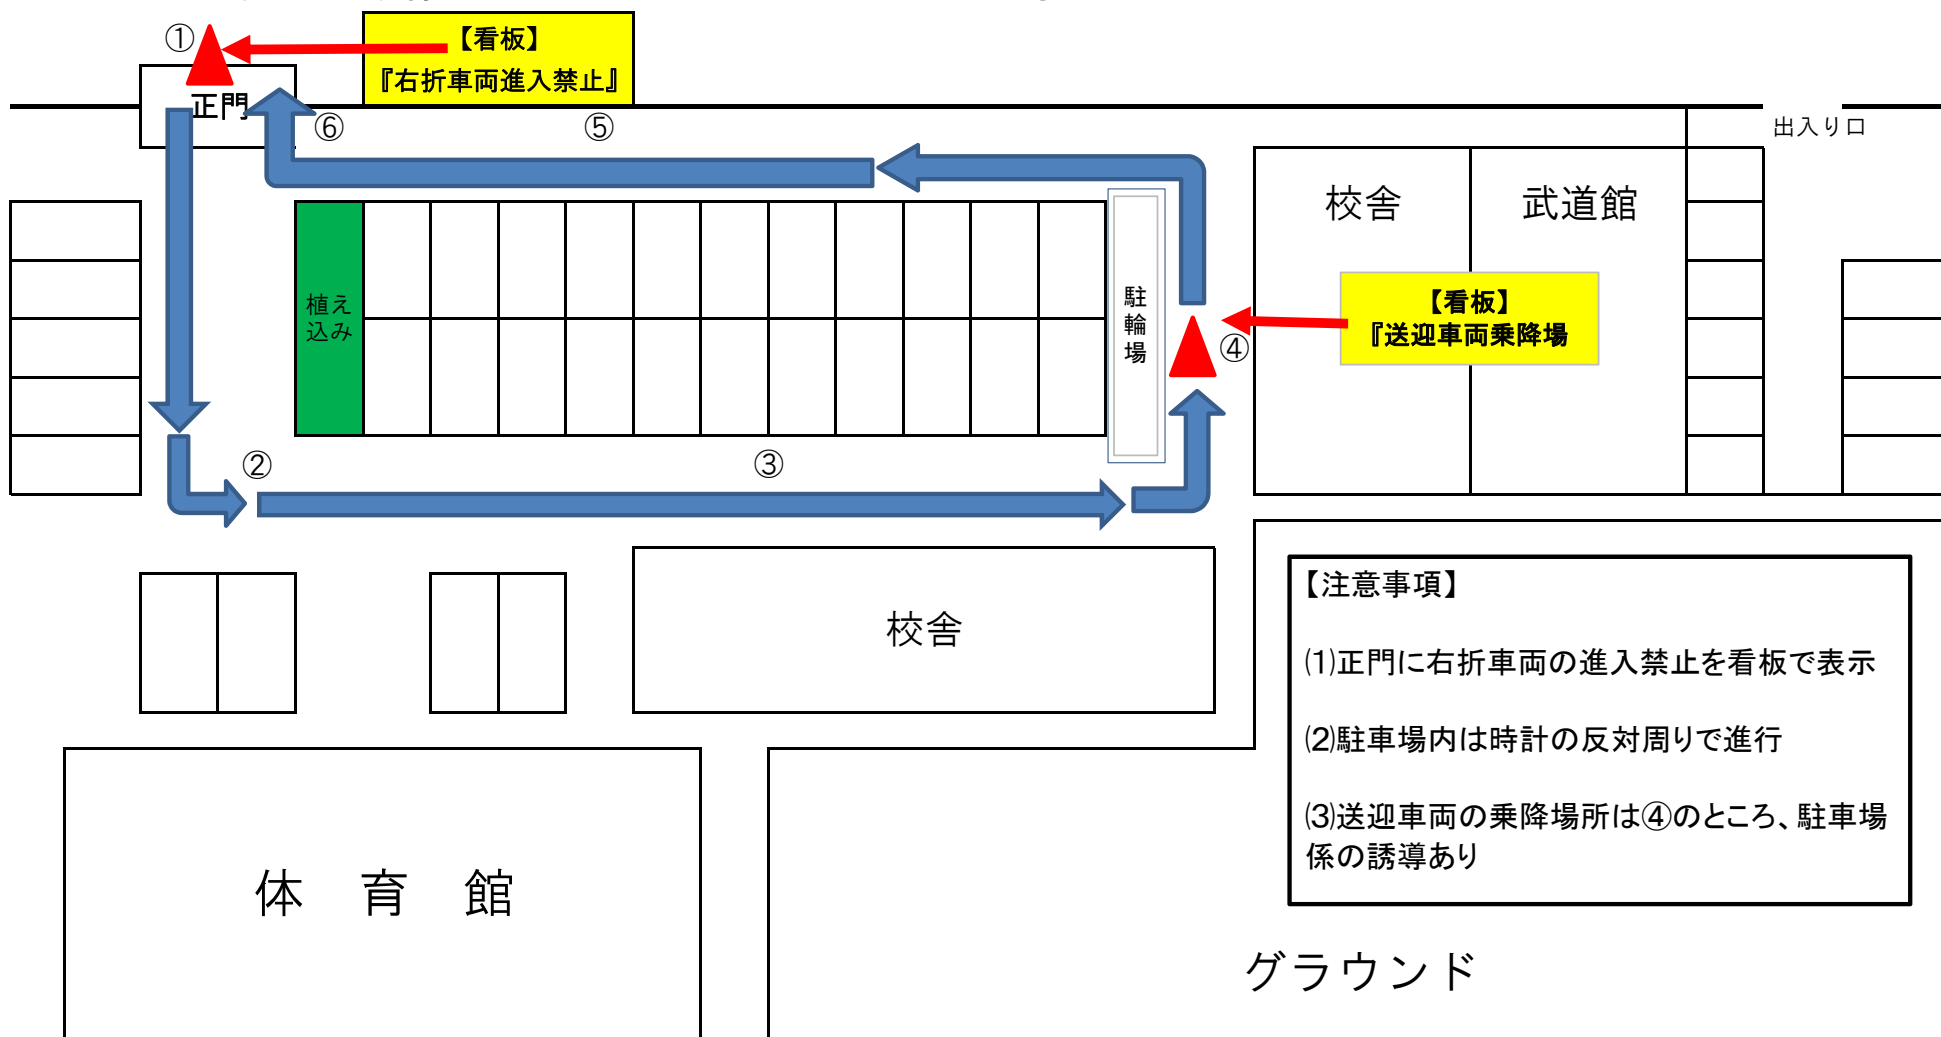 ①
【看板】
『右折車両進入禁止』
正門
⑥
⑤
出入り口
校舎
武道館
植え
込み
駐
輪
場
【看板】
『送迎車両乗降場
④
②
③
校舎
【注意事項】
⑴正門に右折車両の進入禁止を看板で表示
⑵駐車場内は時計の反対周りで進行
⑶送迎車両の乗降場所は④のところ、駐車場
係の誘導あり
体 育 館
グラウンド